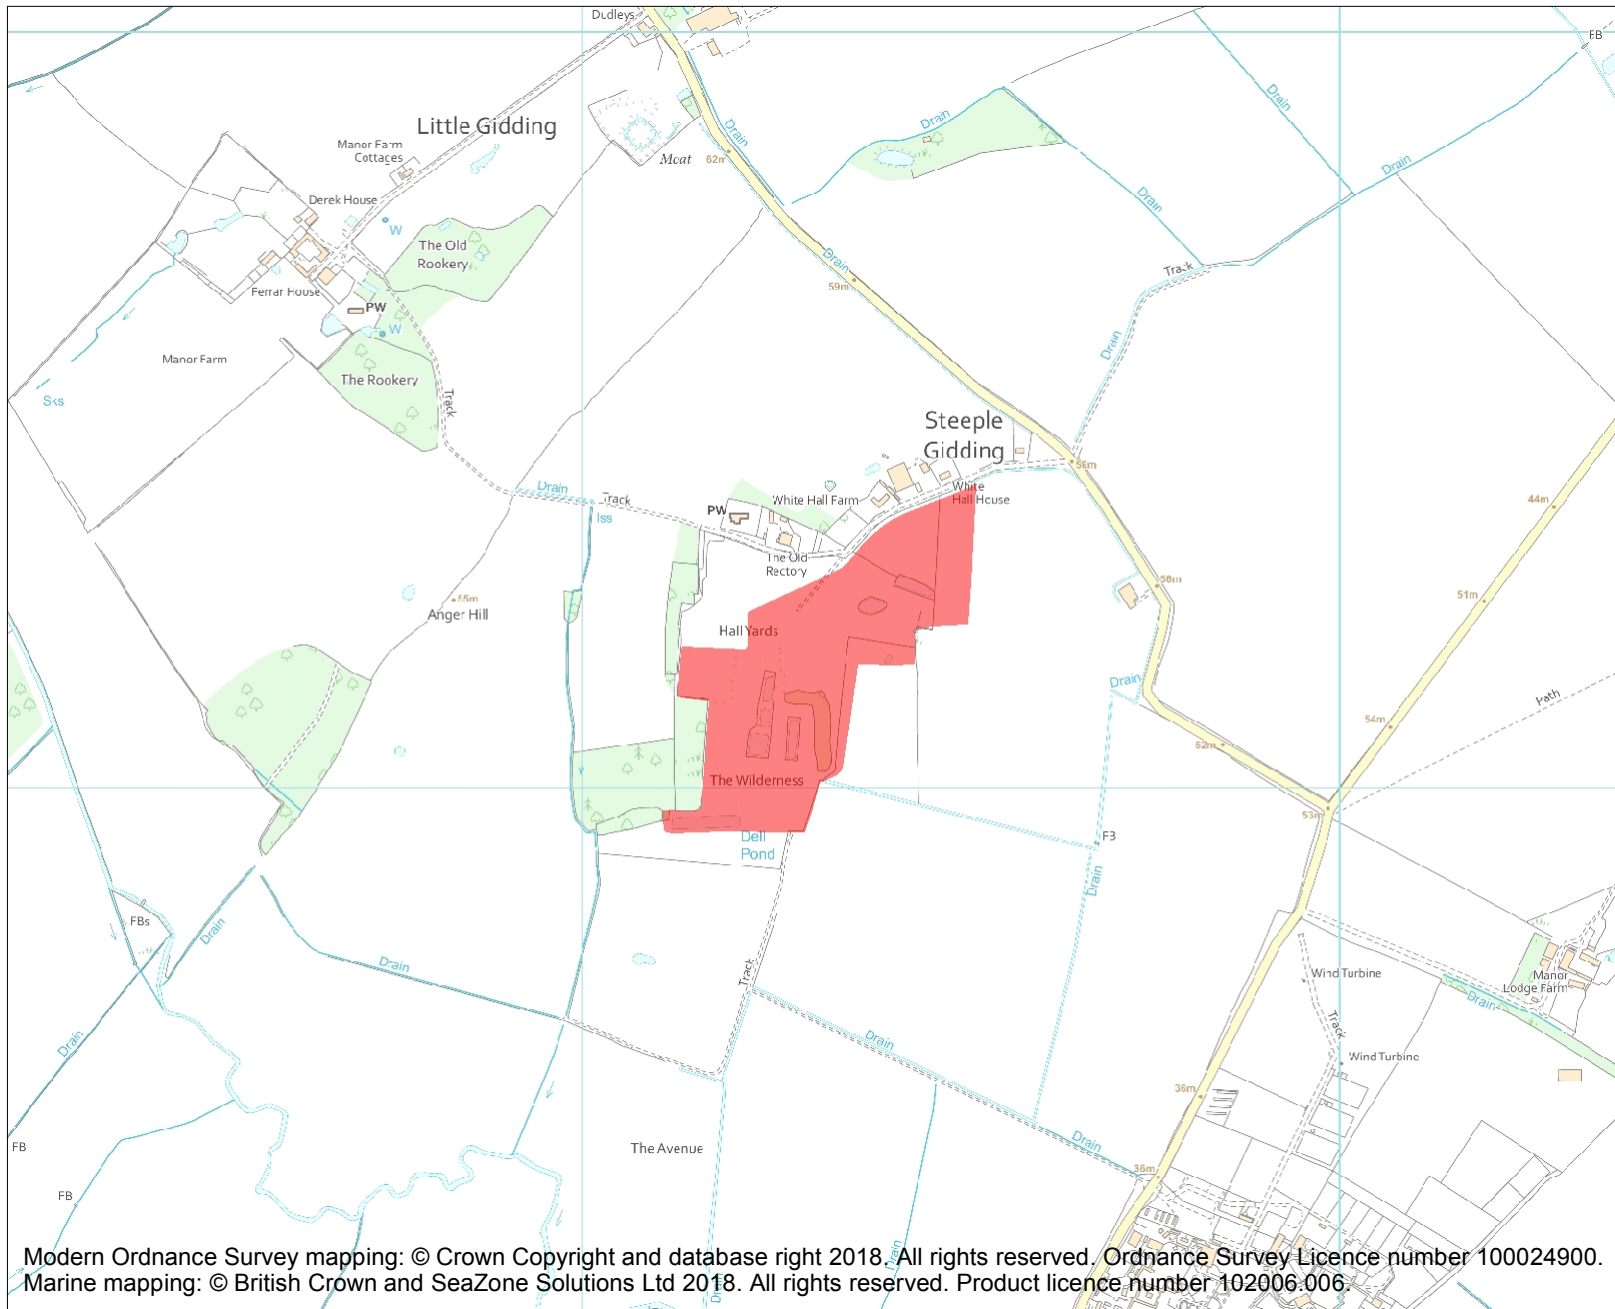 Dudleys
FB
Little Gidding
Manor Farm
Cottages
Moat
62m
Drain
Drain
Drain
Drain
Drain
Derek House
W
The Old
Rookery
Ferrar House
PW
W
Drain
59m
Track
Manor Farm
The Rookery
Track
Drain
Sks
Steeple
Gidding
56m
White
Hall House
White Hall Farm
Drain
Track
Iss
PW
44m
The Old
Rectory
55m
Anger Hill
56m
51m
Hall Yards
Drain
Path
54m
52m
The Wilderness
53m
Dell
Pond
FB
Drain
FBs
Drain
Drain
Track
Wind Turbine
Manor
Lodge Farm
Drain
Track
Drain
Drain
Wind Turbine
36m
The Avenue
Drain
36m
FB
FB
Drain
Drain
Modern Ordnance Survey mapping: © Crown Copyright and database right 2018. All rights reserved. Ordnance Survey Licence number 100024900.
Marine mapping: © British Crown and SeaZone Solutions Ltd 2018. All rights reserved. Product licence number 102006.006.